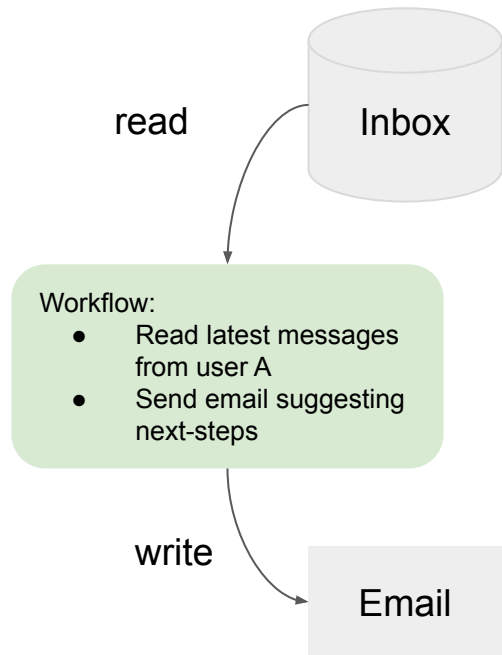 Inbox
read
Workflow:
● Read latest messages
from user A
● Send email suggesting
next-steps
write
Email